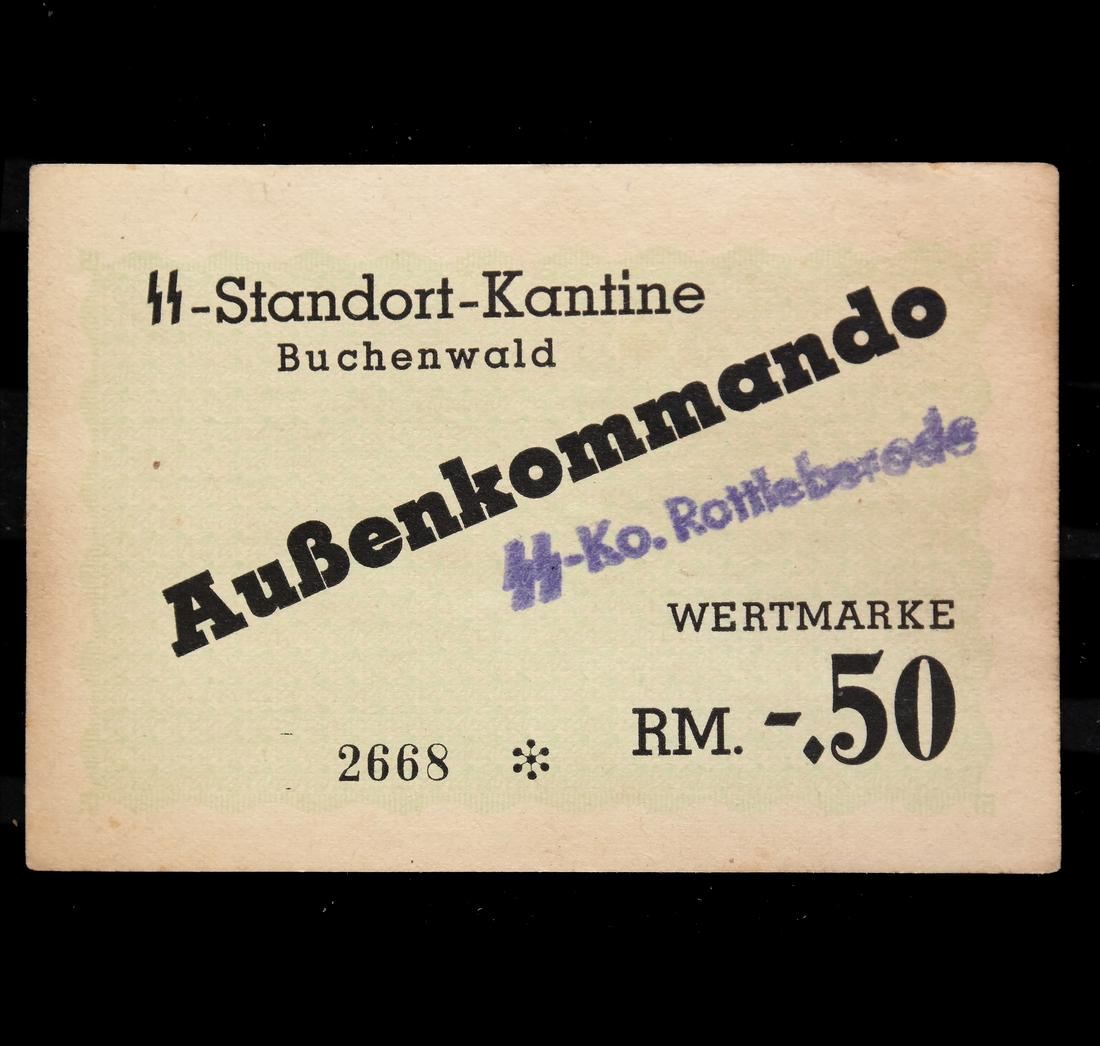 SS-Standort-Kantine
Buchenwald
Außenkommando
SS-Ko. Rottleberode
WERTMARKE
RM. -.50
2668